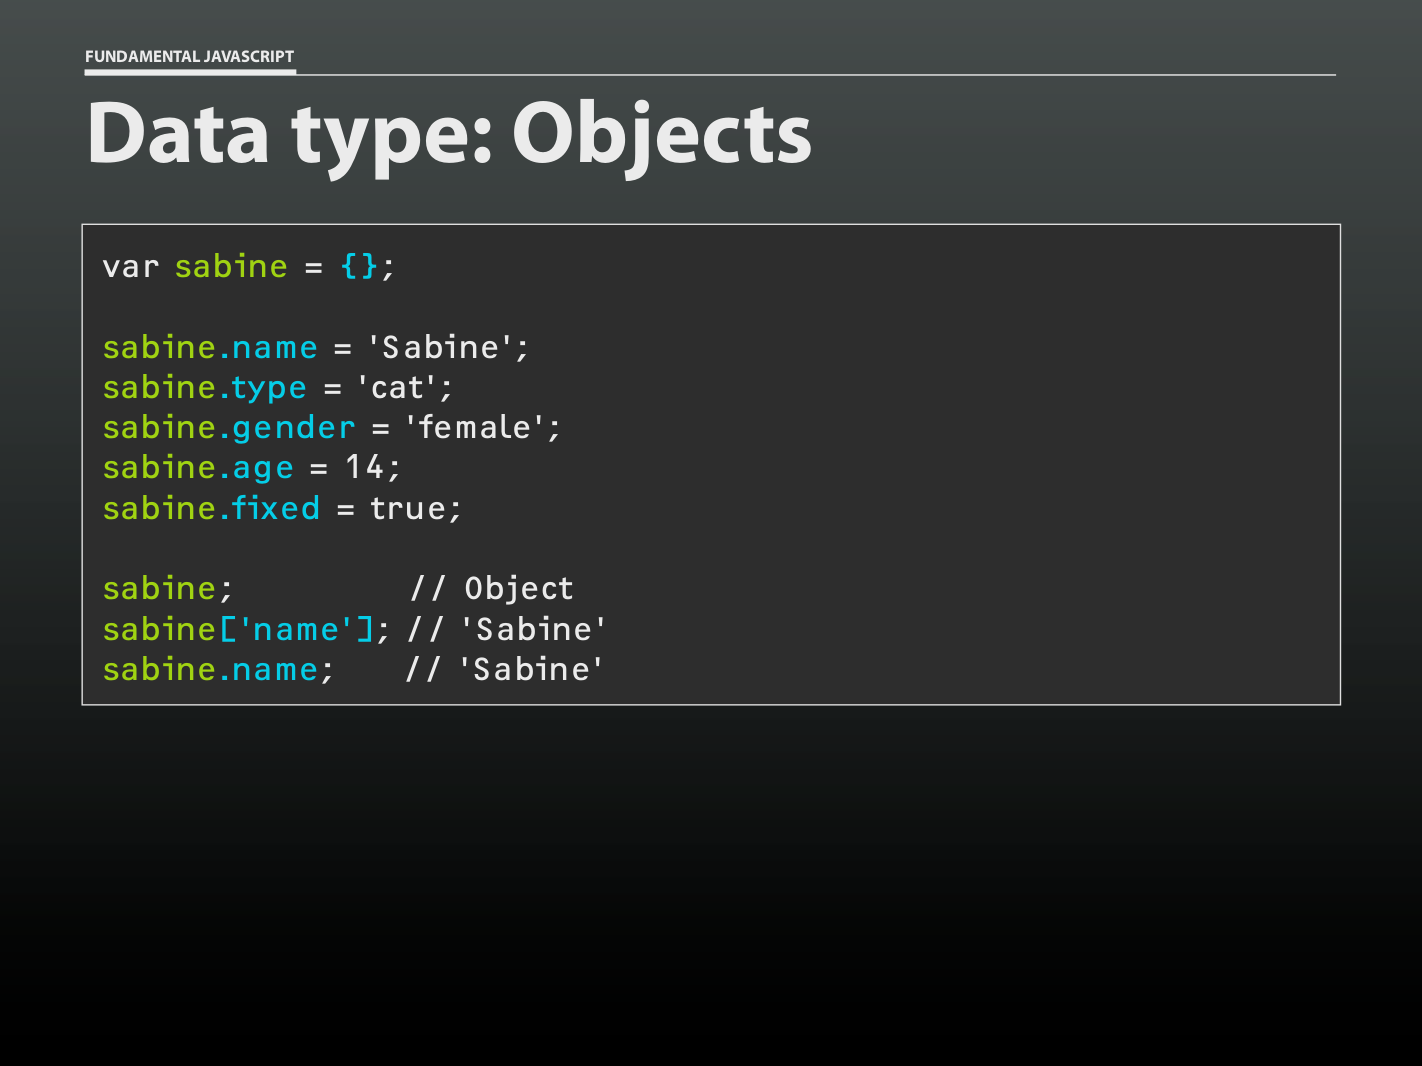 FUNDAMENTAL JAVASCRIPT
Data type: Objects
var sabine = {};
sabine.name = 'Sabine';
sabine.type = 'cat';
sabine.gender = 'female';
sabine.age = 14;
sabine.fixed = true;
sabine; // Object
sabine['name']; // 'Sabine'
sabine.name; // 'Sabine'